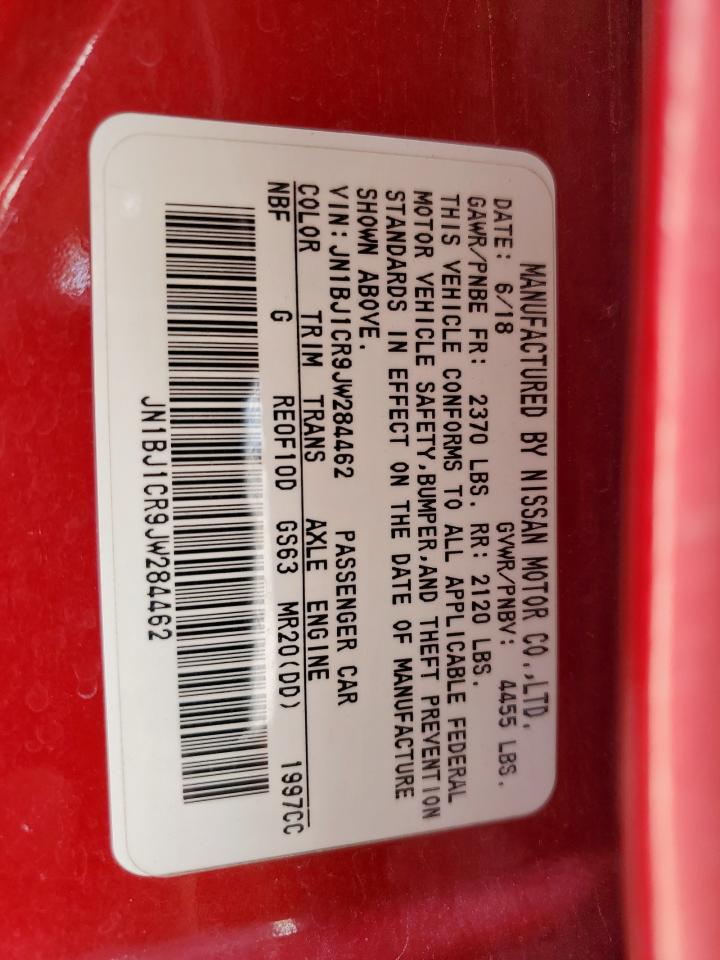 MANUFACTURED BY NISSAN MOTOR CO.,LTD.
DATE: 6/18 GVWR/PNBV: 4455 LBS.
GAWR/PNBE FR: 2370 LBS. RR: 2120 LBS.
THIS VEHICLE CONFORMS TO ALL APPLICABLE FEDERAL
MOTOR VEHICLE SAFETY,BUMPER,AND THEFT PREVENTION
STANDARDS IN EFFECT ON THE DATE OF MANUFACTURE
SHOWN ABOVE.
VIN: JN1BJ1CR9JW284462 PASSENGER CAR
COLOR TRIM TRANS AXLE ENGINE
NBF G RE0F10D GS63 MR20(DD) 1997CC
JN1BJ1CR9JW284462